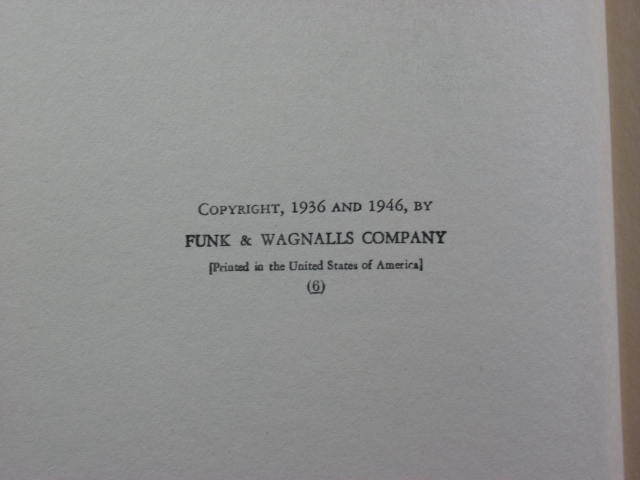 Copyright, 1936 and 1946, by
FUNK & WAGNALLS COMPANY
[Printed in the United States of America]
(6)